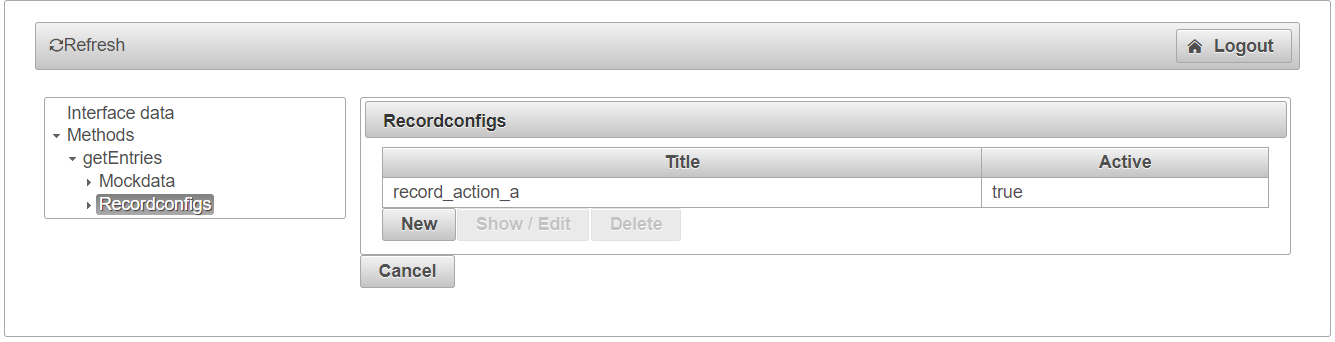 Refresh
Logout
Interface data
Methods
getEntries
Mockdata
Recordconfigs
Recordconfigs
Title Active
record_action_a true
New Show / Edit Delete
Cancel